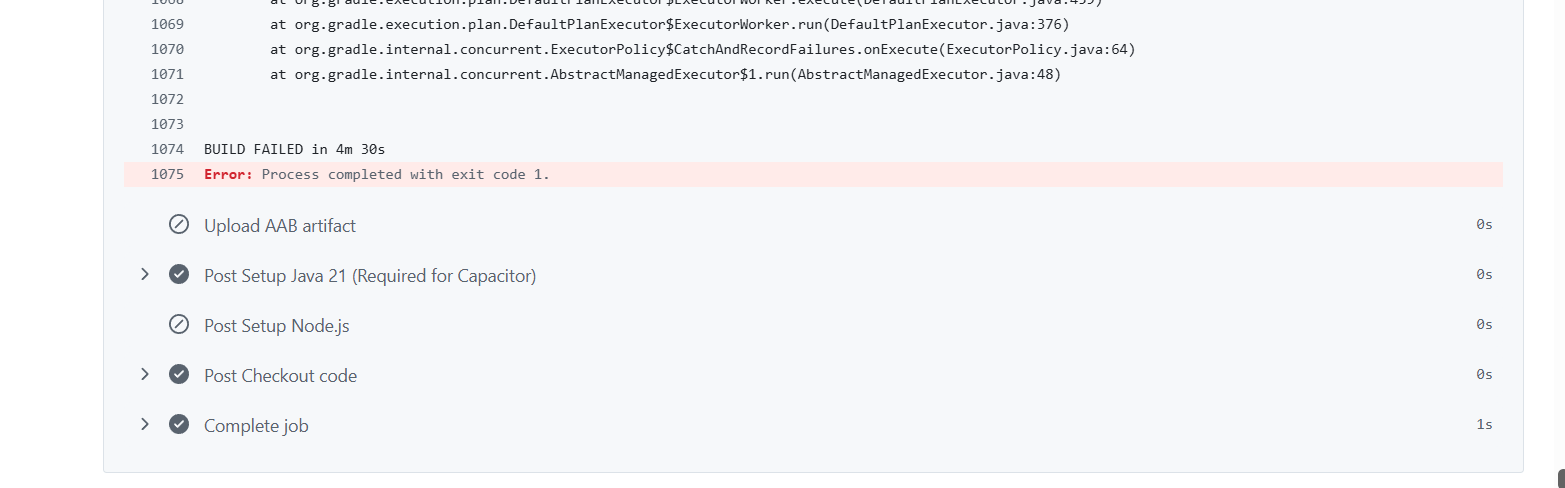 1068 at org.gradle.execution.plan.DefaultPlanExecutor$ExecutorWorker.execute(DefaultPlanExecutor.java:459)
1069 at org.gradle.execution.plan.DefaultPlanExecutor$ExecutorWorker.run(DefaultPlanExecutor.java:376)
1070 at org.gradle.internal.concurrent.ExecutorPolicy$CatchAndRecordFailures.onExecute(ExecutorPolicy.java:64)
1071 at org.gradle.internal.concurrent.AbstractManagedExecutor$1.run(AbstractManagedExecutor.java:48)
1072
1073
1074 BUILD FAILED in 4m 30s
1075 Error: Process completed with exit code 1.
Upload AAB artifact 0s
Post Setup Java 21 (Required for Capacitor) 0s
Post Setup Node.js 0s
Post Checkout code 0s
Complete job 1s